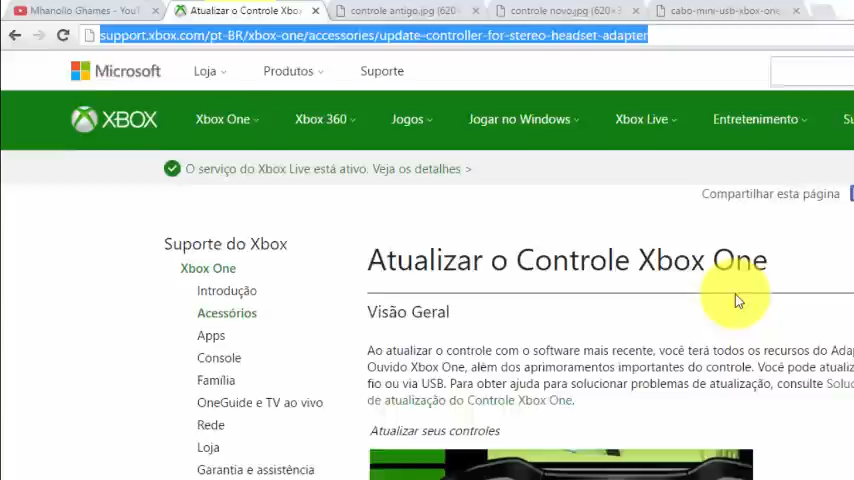 Mhanollo Ghames - YouT
Atualizar o Controle Xbox
controle antigo.jpg (620
controle novo.jpg (620×3
cabo-mini-usb-xbox-one
support.xbox.com/pt-BR/xbox-one/accessories/update-controller-for-stereo-headset-adapter
Microsoft
Loja
Produtos
Suporte
XBOX
Xbox One
Xbox 360
Jogos
Jogar no Windows
Xbox Live
Entretenimento
Su
O serviço do Xbox Live está ativo. Veja os detalhes >
Compartilhar esta página
Suporte do Xbox
Xbox One
Introdução
Acessórios
Apps
Console
Família
OneGuide e TV ao vivo
Rede
Loja
Garantia e assistência
Atualizar o Controle Xbox One
Visão Geral
Ao atualizar o controle com o software mais recente, você terá todos os recursos do Adap
Ouvido Xbox One, além dos aprimoramentos importantes do controle. Você pode atualiz
fio ou via USB. Para obter ajuda para solucionar problemas de atualização, consulte Soluc
de atualização do Controle Xbox One.
Atualizar seus controles